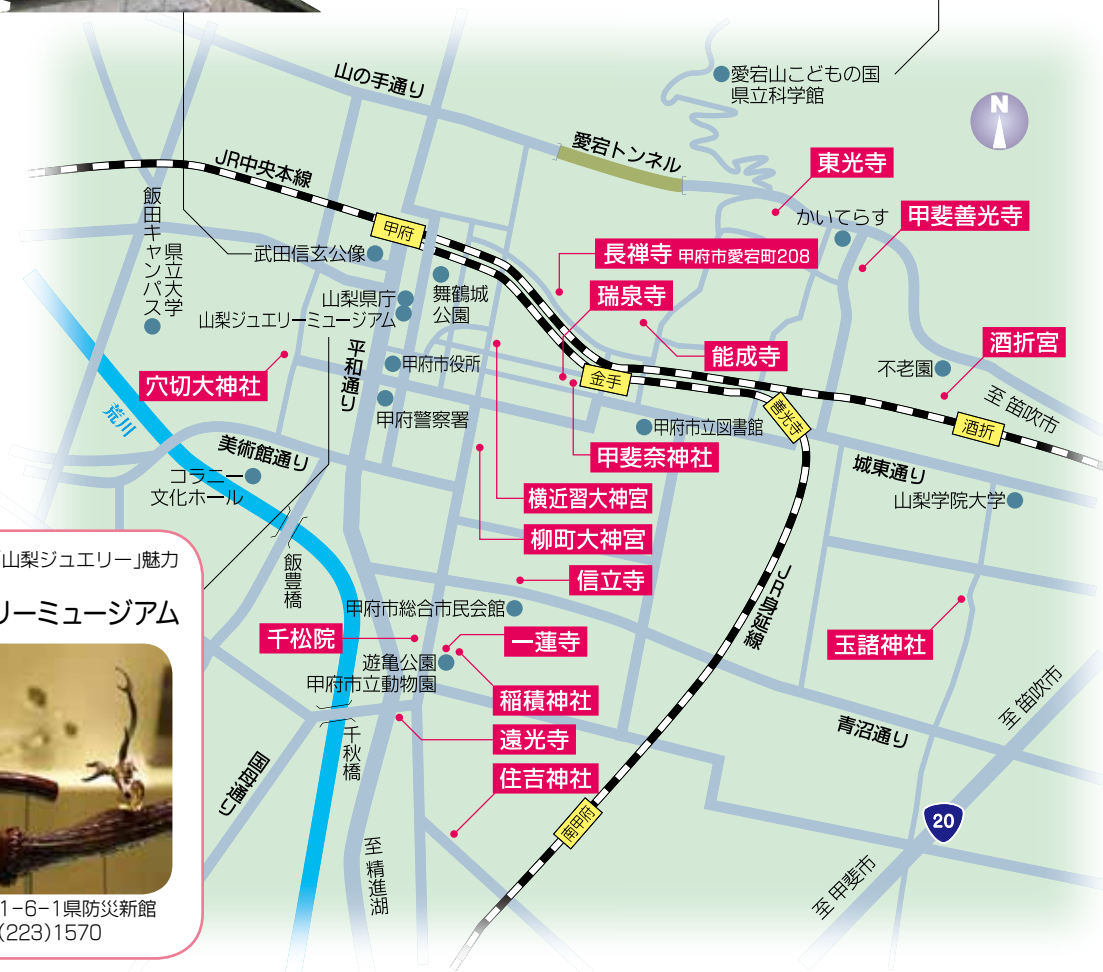 山の手通り
愛宕山こどもの国
県立科学館
N
愛宕トンネル
JR中央本線
東光寺
かいてらす
甲斐善光寺
飯田キャンパス
県立大学
甲府
武田信玄公像
長禅寺 甲府市愛宕町208
舞鶴城
公園
瑞泉寺
山梨県庁
山梨ジュエリーミュージアム
能成寺
酒折宮
不老園
平和通り
甲府市役所
穴切大神社
金手
至 笛吹市
荒川
甲府警察署
善光寺
酒折
甲府市立図書館
美術館通り
甲斐奈神社
城東通り
コラニー
文化ホール
横近習大神宮
山梨学院大学
柳町大神宮
飯豊橋
信立寺
JR身延線
甲府市総合市民会館
千松院
一蓮寺
玉諸神社
遊亀公園
甲府市立動物園
稲積神社
至 笛吹市
遠光寺
千秋橋
青沼通り
国母通り
住吉神社
南甲府
20
至 精進湖
至 甲斐市
「山梨ジュエリー」魅力
リーミュージアム
1-6-1県防災新館
(223)1570